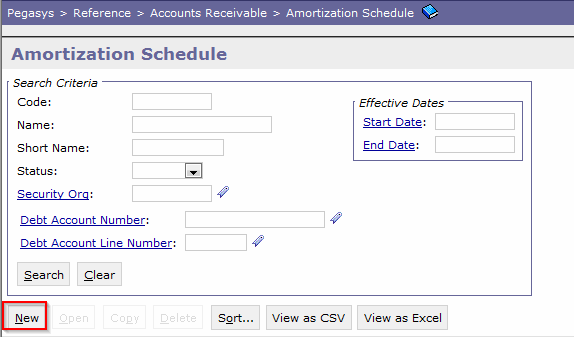 Pegasys > Reference > Accounts Receivable > Amortization Schedule
Amortization Schedule
Search Criteria
Code:
Name:
Short Name:
Status:
Security Org:
Debt Account Number:
Debt Account Line Number:
Effective Dates
Start Date:
End Date:
Search Clear
New Open Copy Delete Sort... View as CSV View as Excel